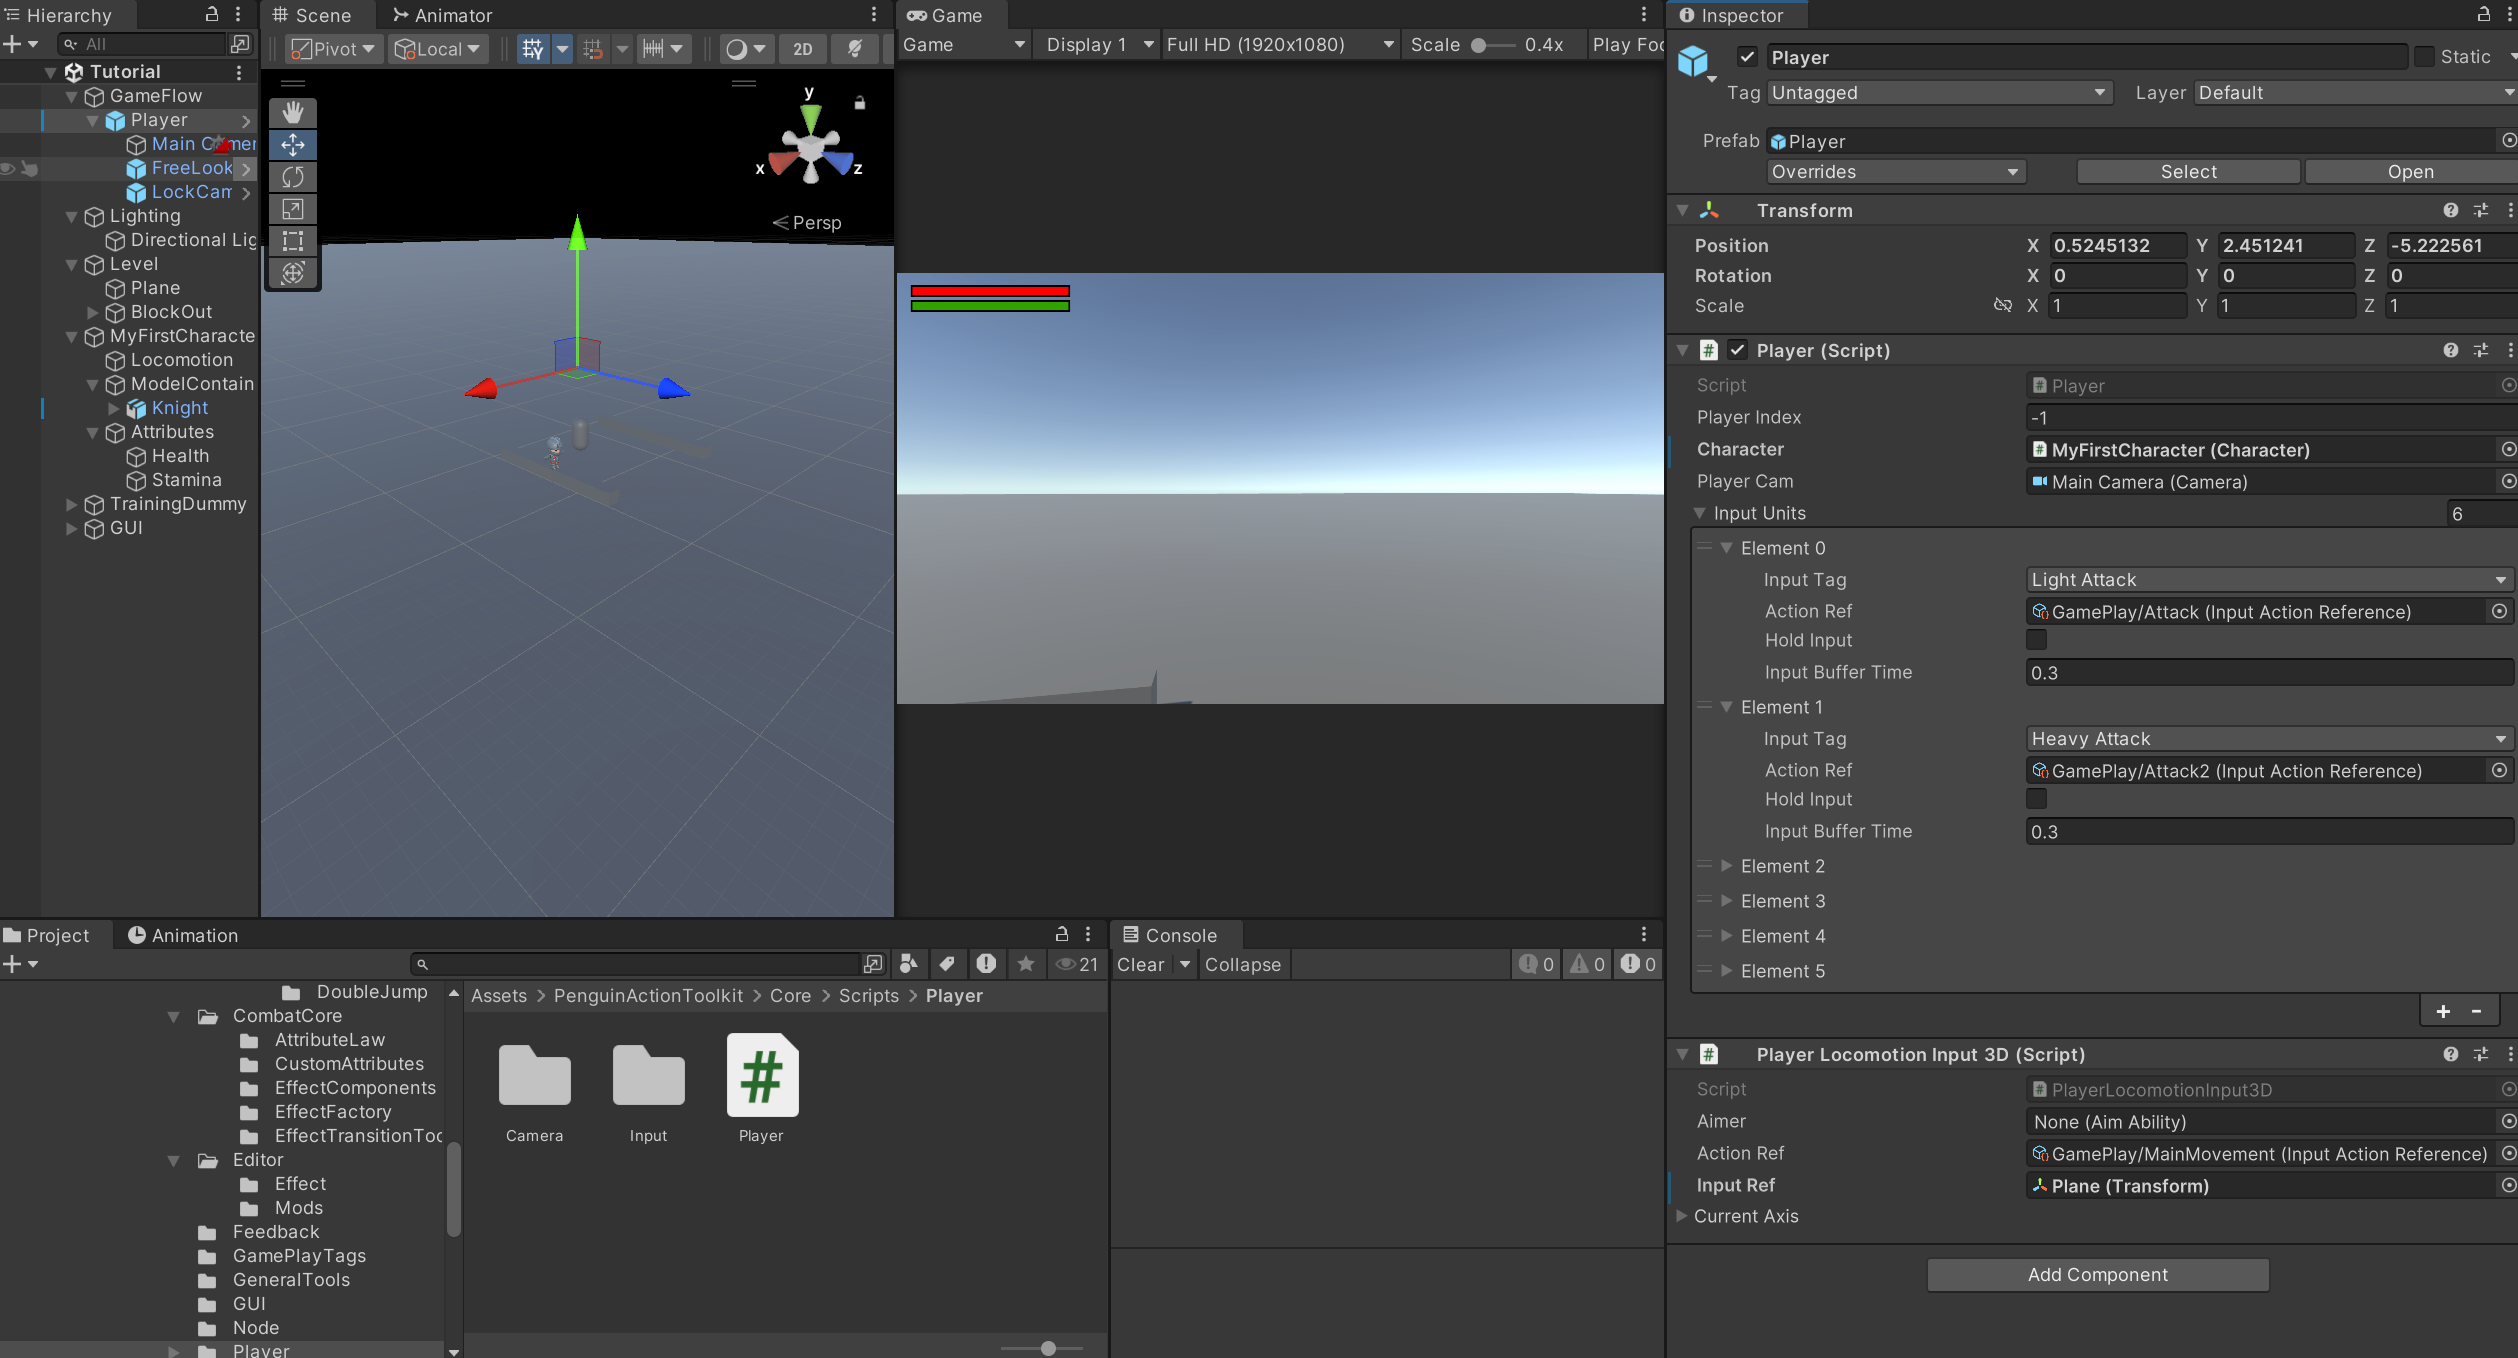 Hierarchy
All
Tutorial
GameFlow
Player
Main Camer
FreeLook
LockCam
Lighting
Directional Lig
Level
Plane
BlockOut
MyFirstCharacte
Locomotion
ModelContain
Knight
Attributes
Health
Stamina
TrainingDummy
GUI
Scene
Animator
Pivot
Local
2D
y
x
z
Persp
Game
Game
Display 1
Full HD (1920x1080)
Scale
0.4x
Play Foc
Inspector
Player
Static
Tag
Untagged
Layer
Default
Prefab
Player
Overrides
Select
Open
Transform
Position X 0.5245132 Y 2.451241 Z -5.222561
Rotation X 0 Y 0 Z 0
Scale X 1 Y 1 Z 1
# Player (Script)
Script # Player
Player Index -1
Character # MyFirstCharacter (Character)
Player Cam Main Camera (Camera)
Input Units 6
Element 0
Input Tag Light Attack
Action Ref GamePlay/Attack (Input Action Reference)
Hold Input
Input Buffer Time 0.3
Element 1
Input Tag Heavy Attack
Action Ref GamePlay/Attack2 (Input Action Reference)
Hold Input
Input Buffer Time 0.3
Element 2
Element 3
Element 4
Element 5
+ -
# Player Locomotion Input 3D (Script)
Script # PlayerLocomotionInput3D
Aimer None (Aim Ability)
Action Ref GamePlay/MainMovement (Input Action Reference)
Input Ref Plane (Transform)
Current Axis
Add Component
Project
Animation
21
DoubleJump
CombatCore
AttributeLaw
CustomAttributes
EffectComponents
EffectFactory
EffectTransitionToo
Editor
Effect
Mods
Feedback
GamePlayTags
GeneralTools
GUI
Node
Player
Assets > PenguinActionToolkit > Core > Scripts > Player
#
Camera
Input
Player
Console
Clear
Collapse
0
0
0